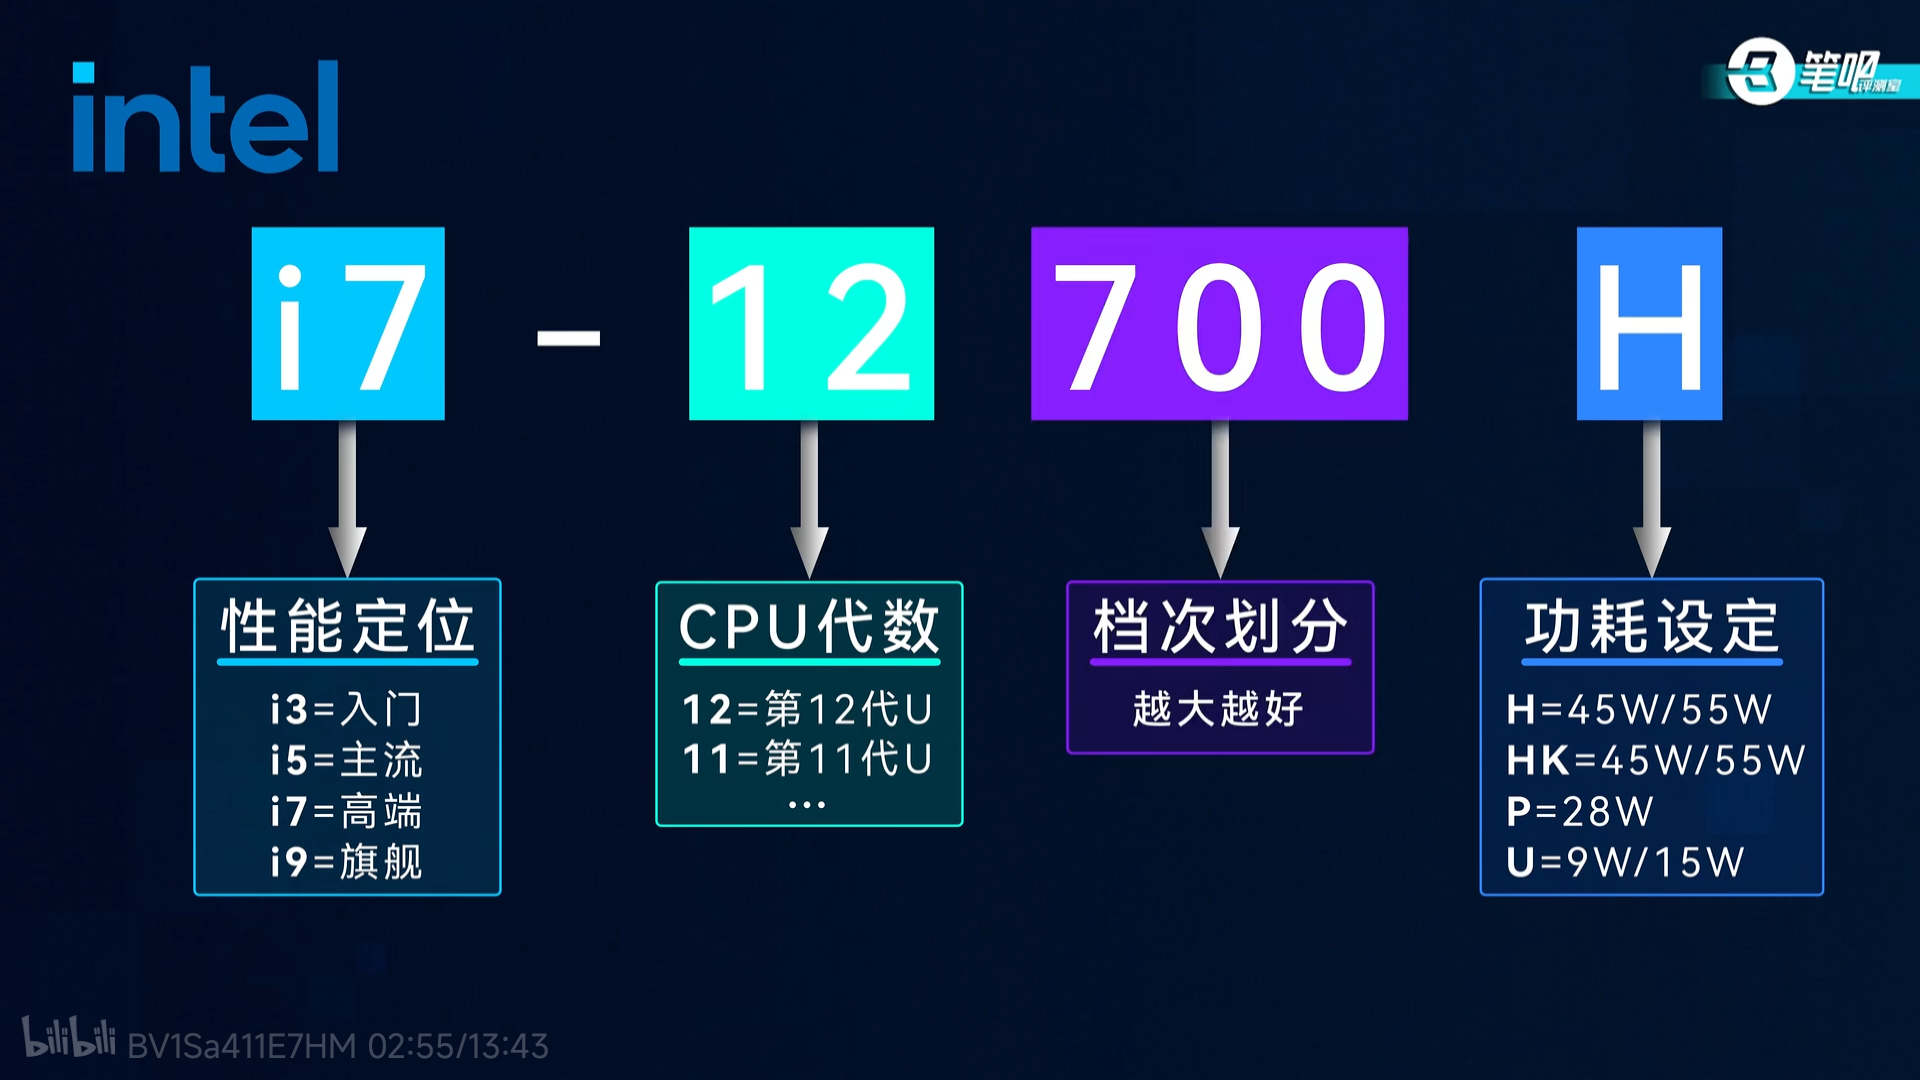 intel
笔吧评测室
i7 - 12 700 H
性能定位
i3=入门
i5=主流
i7=高端
i9=旗舰
CPU代数
12=第12代U
11=第11代U
...
档次划分
越大越好
功耗设定
H=45W/55W
HK=45W/55W
P=28W
U=9W/15W
bilibili BV1Sa411E7HM 02:55/13:43